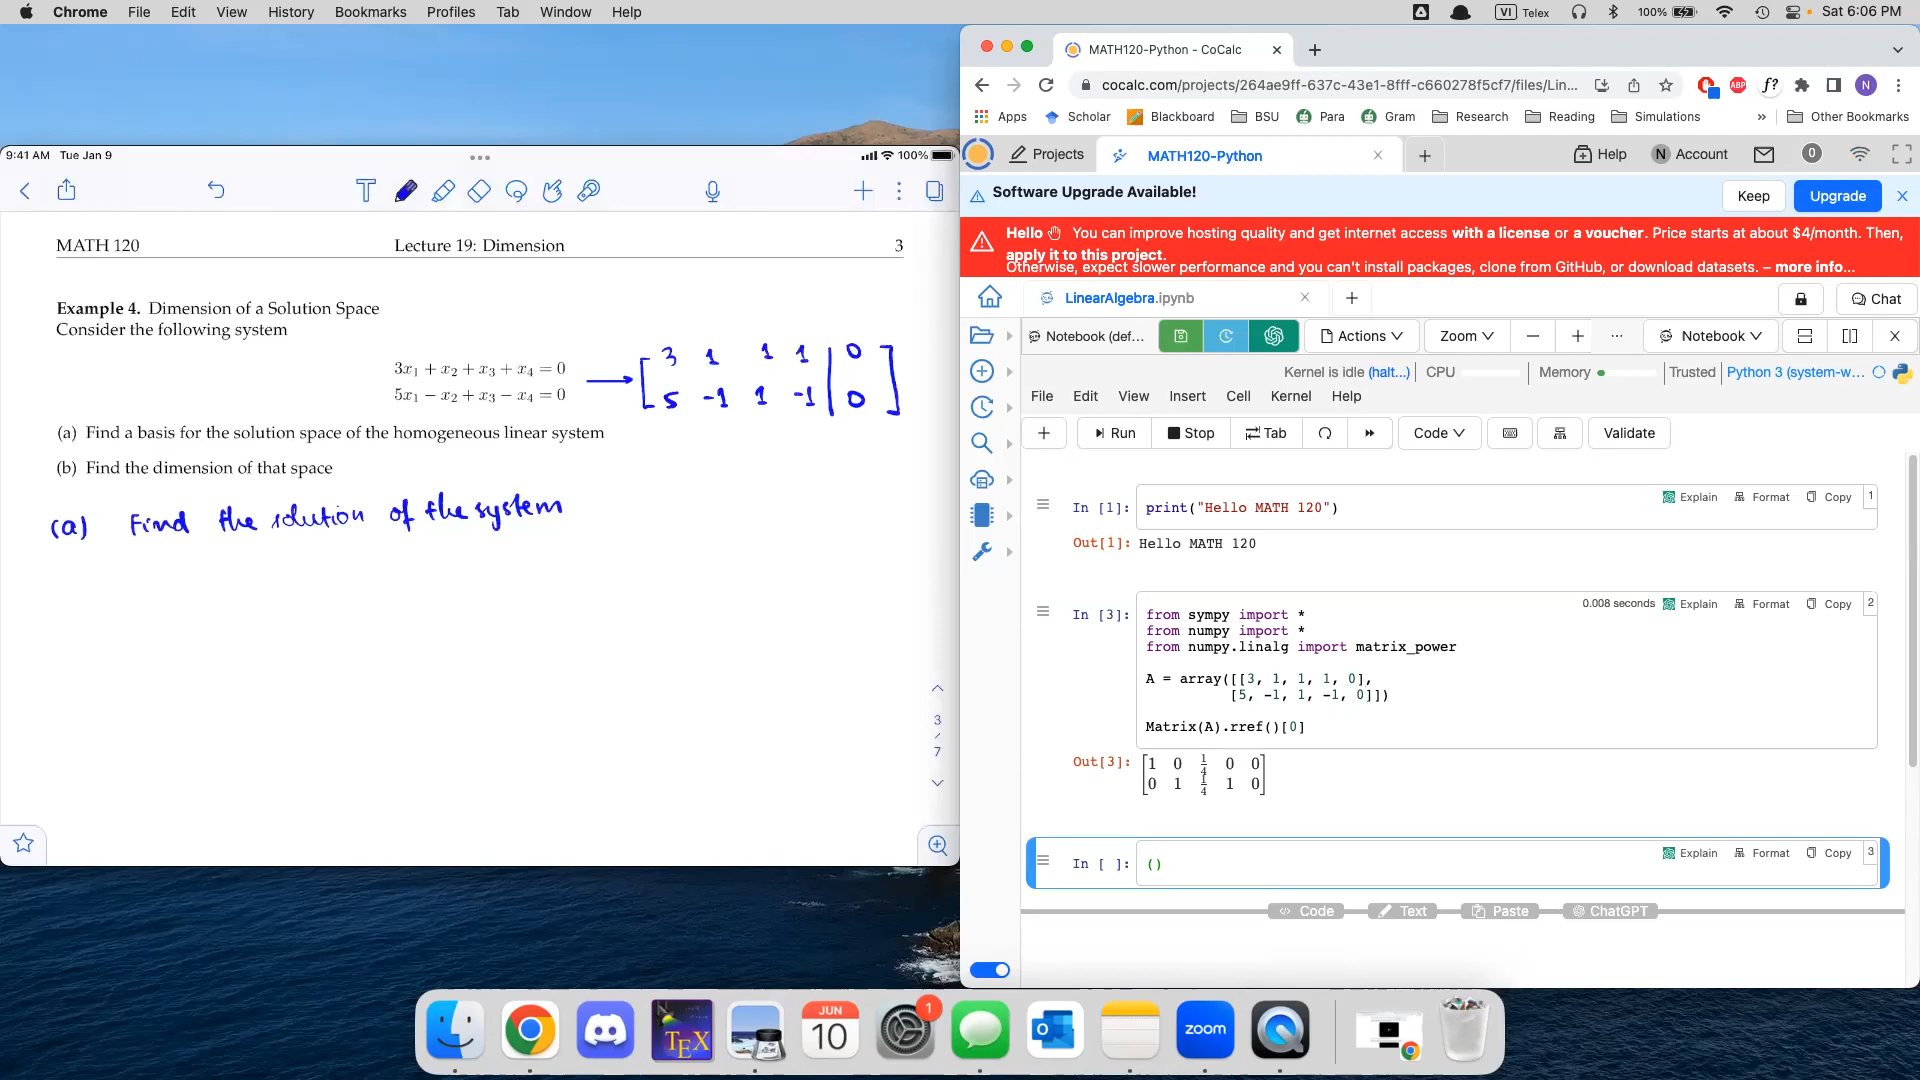 Chrome File Edit View History Bookmarks Profiles Tab Window Help
VI Telex 100% Sat 6:06 PM
9:41 AM Tue Jan 9 100%
MATH 120 Lecture 19: Dimension 3
Example 4. Dimension of a Solution Space
Consider the following system
3x₁ + x₂ + x₃ + x₄ = 0
5x₁ − x₂ + x₃ − x₄ = 0
3 1 1 1 0
5 -1 1 -1 0
(a) Find a basis for the solution space of the homogeneous linear system
(b) Find the dimension of that space
(a) Find the solution of the system
3
/
7
MATH120-Python - CoCalc
cocalc.com/projects/264ae9ff-637c-43e1-8fff-c660278f5cf7/files/Lin...
ABP f? N
Apps Scholar Blackboard BSU Para Gram Research Reading Simulations » Other Bookmarks
Projects MATH120-Python Help N Account 0
Software Upgrade Available! Keep Upgrade
Hello You can improve hosting quality and get internet access with a license or a voucher. Price starts at about $4/month. Then,
apply it to this project.
Otherwise, expect slower performance and you can't install packages, clone from GitHub, or download datasets. – more info...
LinearAlgebra.ipynb Chat
Notebook (def... Actions Zoom Notebook
Kernel is idle (halt...) CPU Memory Trusted Python 3 (system-w...
File Edit View Insert Cell Kernel Help
Run Stop Tab Code Validate
Explain Format Copy 1
In [1]: print("Hello MATH 120")
Out[1]: Hello MATH 120
0.008 seconds Explain Format Copy 2
In [3]: from sympy import *
from numpy import *
from numpy.linalg import matrix_power
A = array([[3, 1, 1, 1, 0],
[5, -1, 1, -1, 0]])
Matrix(A).rref()[0]
Out[3]: 1 0 1/4 0 0
0 1 1/4 1 0
Explain Format Copy 3
In [ ]: ()
Code Text Paste ChatGPT
TEX JUN 10 1 zoom